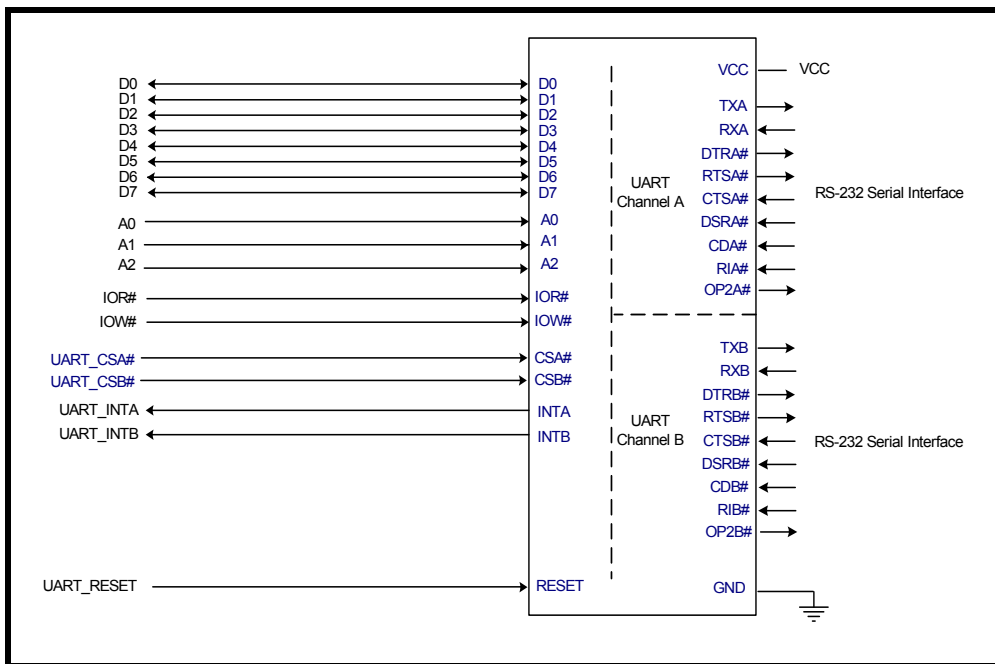 D0 D0 VCC VCC
D1 D1
D2 D2 TXA
D3 D3 RXA
D4 D4 DTRA#
D5 D5
D6 D6 RTSA#
D7 D7 UART
Channel A CTSA# RS-232 Serial Interface
A0 A0 DSRA#
A1 A1 CDA#
A2 A2 RIA#
OP2A#
IOR# IOR#
IOW# IOW#
TXB
UART_CSA# CSA# RXB
UART_CSB# CSB# DTRB#
UART_INTA INTA RTSB#
UART_INTB INTB UART
Channel B CTSB# RS-232 Serial Interface
DSRB#
CDB#
RIB#
OP2B#
UART_RESET RESET GND